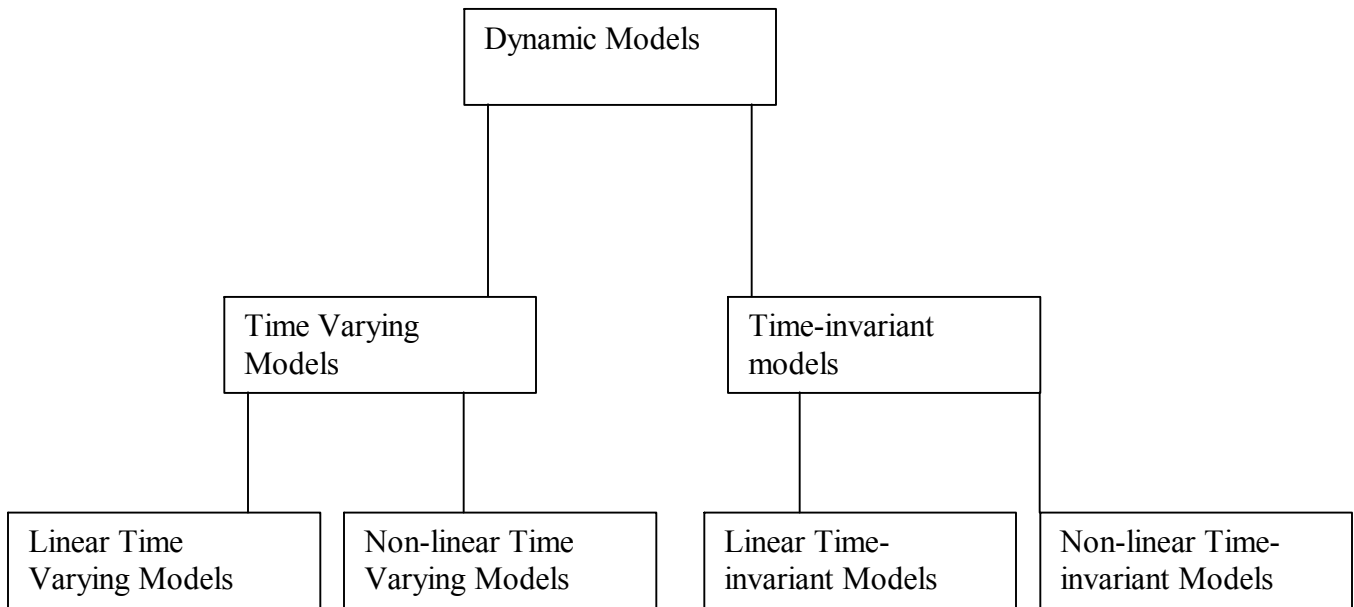 Dynamic Models
Time Varying
Models
Time-invariant
models
Linear Time
Varying Models
Non-linear Time
Varying Models
Linear Time-
invariant Models
Non-linear Time-
invariant Models